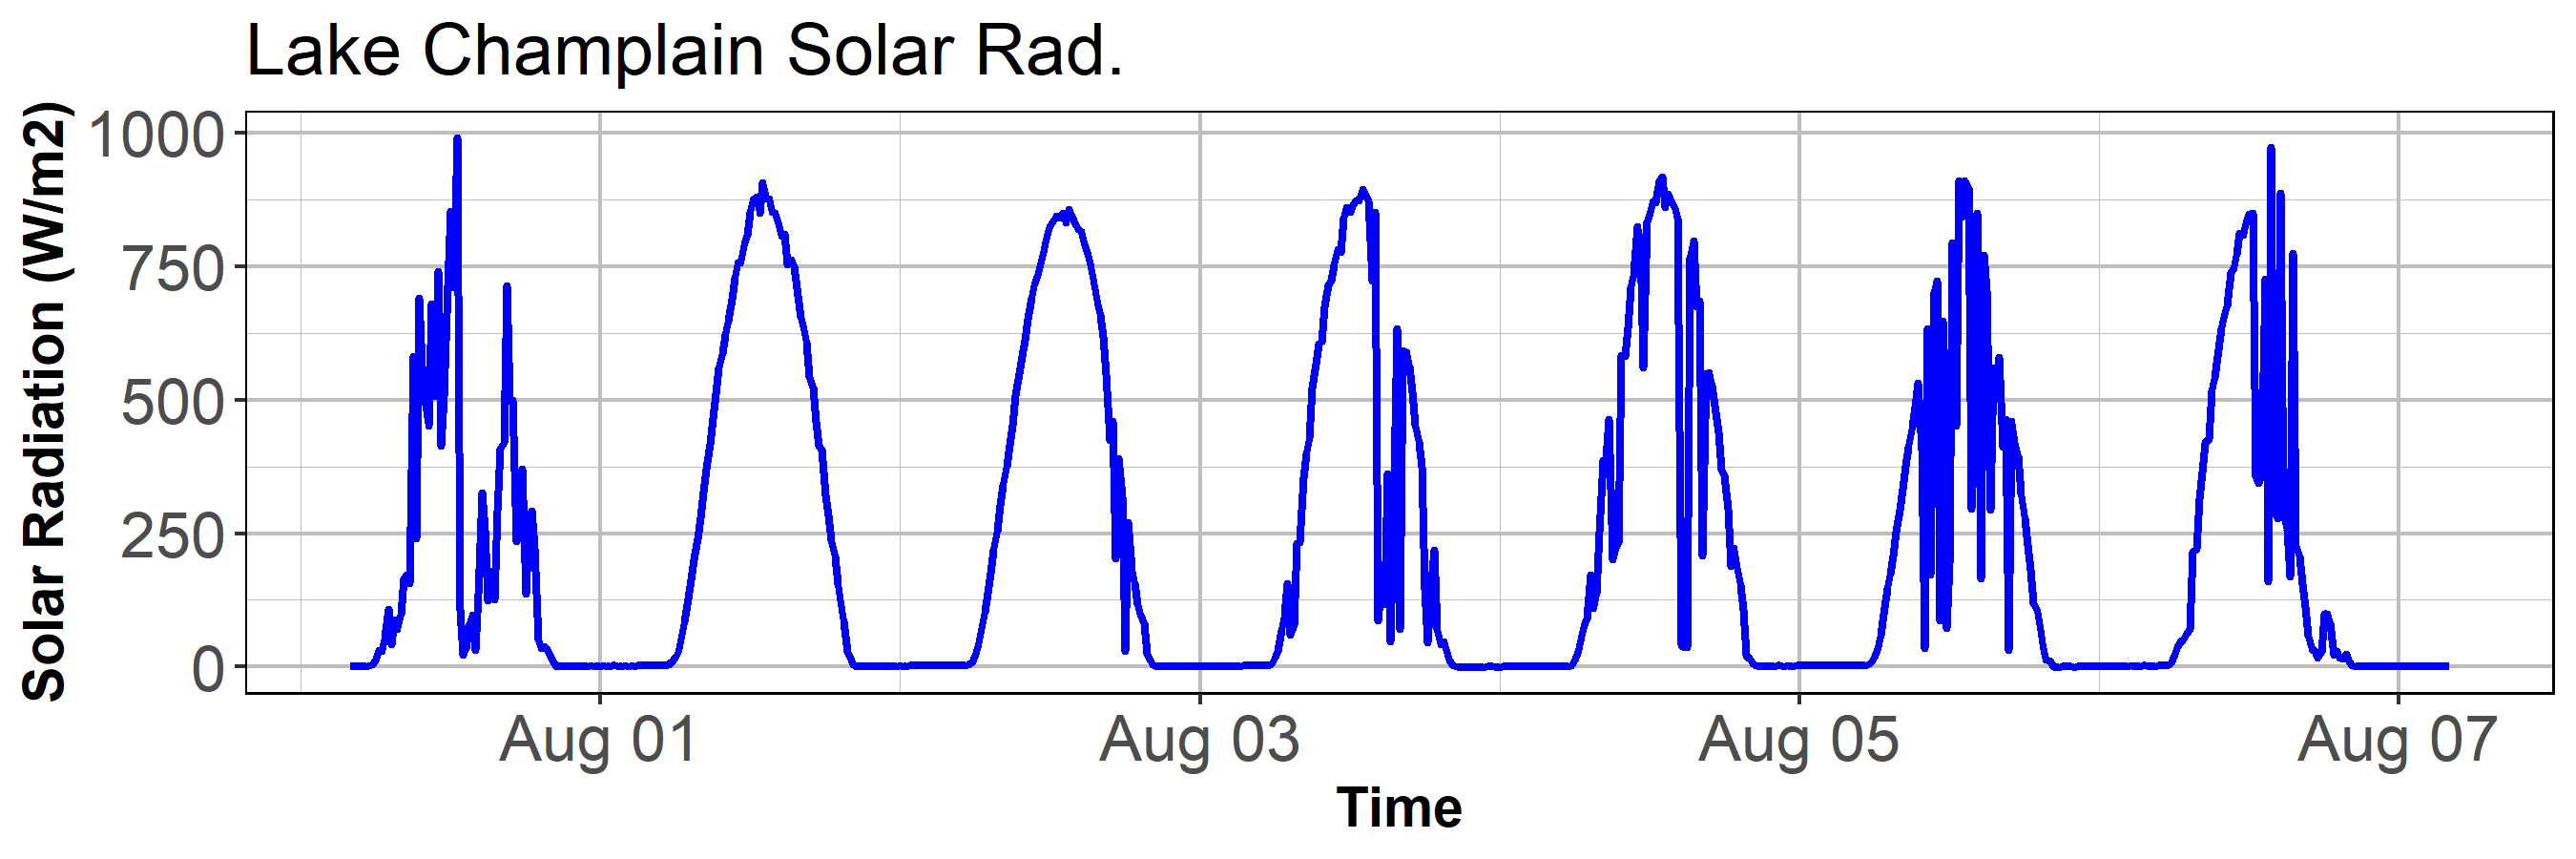 Lake Champlain Solar Rad.
Solar Radiation (W/m2)
1000
750
500
250
0
Aug 01
Aug 03
Aug 05
Aug 07
Time